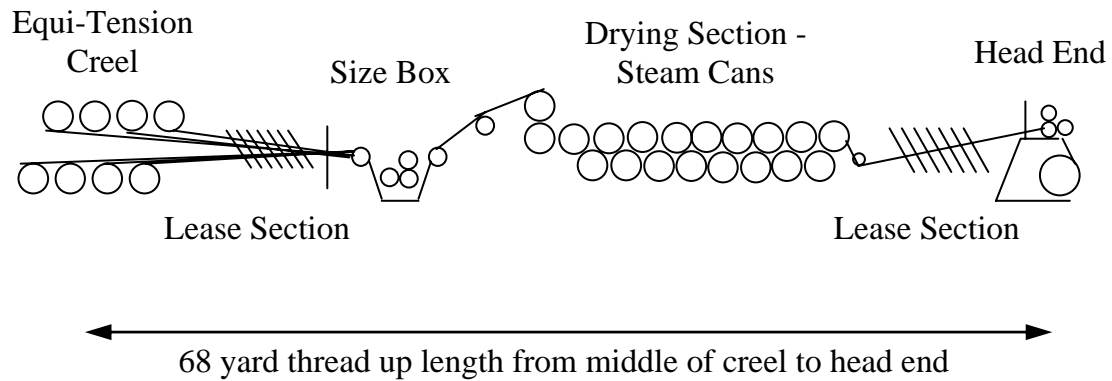 Equi-Tension
Creel
Size Box
Drying Section -
Steam Cans
Head End
Lease Section
Lease Section
68 yard thread up length from middle of creel to head end